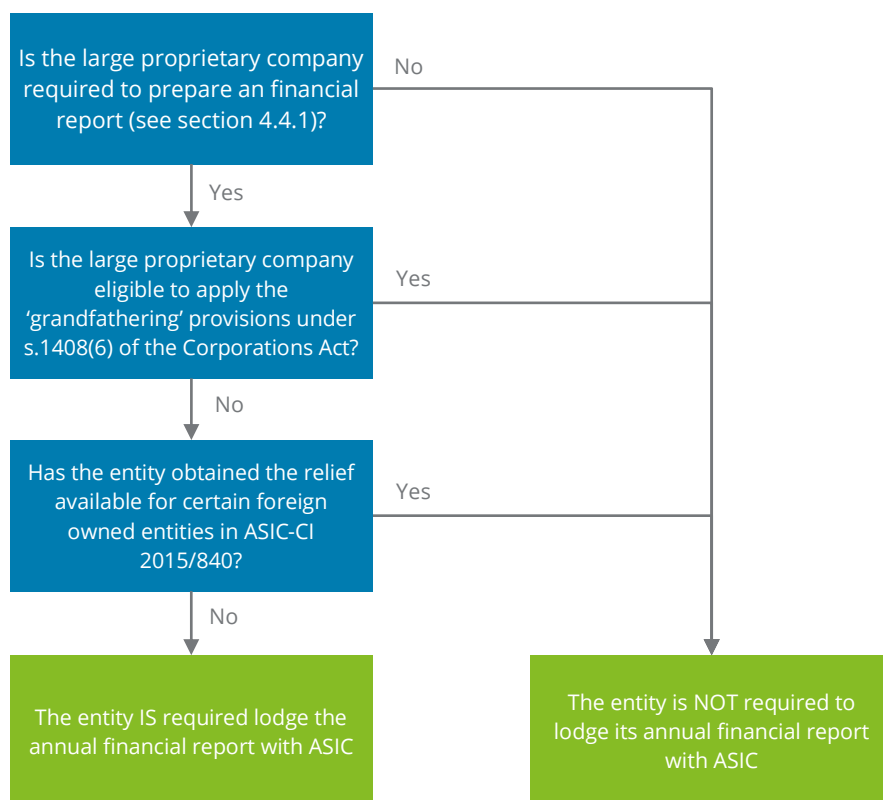 Is the large proprietary company
required to prepare an financial
report (see section 4.4.1)?
No
Yes
Is the large proprietary company
eligible to apply the
‘grandfathering’ provisions under
s.1408(6) of the Corporations Act?
Yes
No
Has the entity obtained the relief
available for certain foreign
owned entities in ASIC-CI
2015/840?
Yes
No
The entity IS required lodge the
annual financial report with ASIC
The entity is NOT required to
lodge its annual financial report
with ASIC